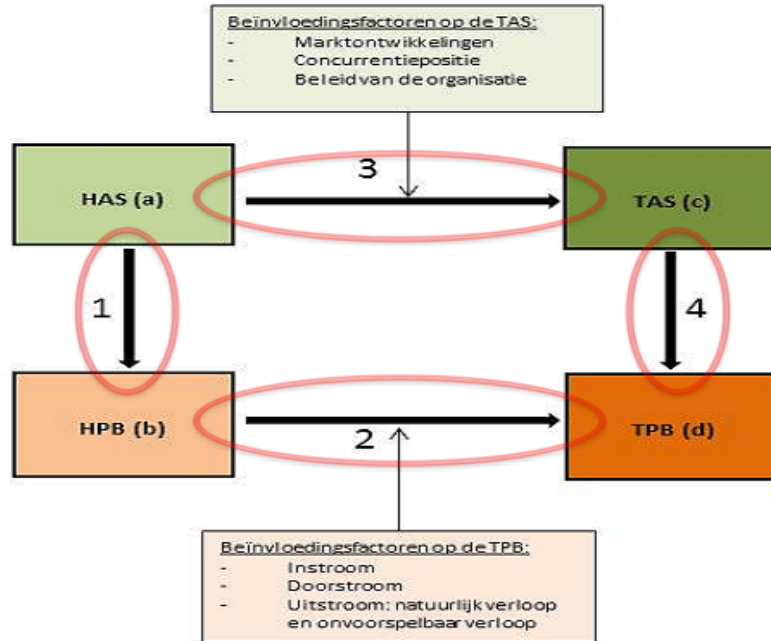 Beïnvloedingsfactoren op de TAS:
- Marktontwikkelingen
- Concurrentiepositie
- Beleid van de organisatie
3
HAS (a)
TAS (c)
1
4
HPB (b)
2
TPB (d)
Beïnvloedingsfactoren op de TPB:
- Instroom
- Doorstroom
- Uitstroom: natuurlijk verloop
en onvoorspelbaar verloop